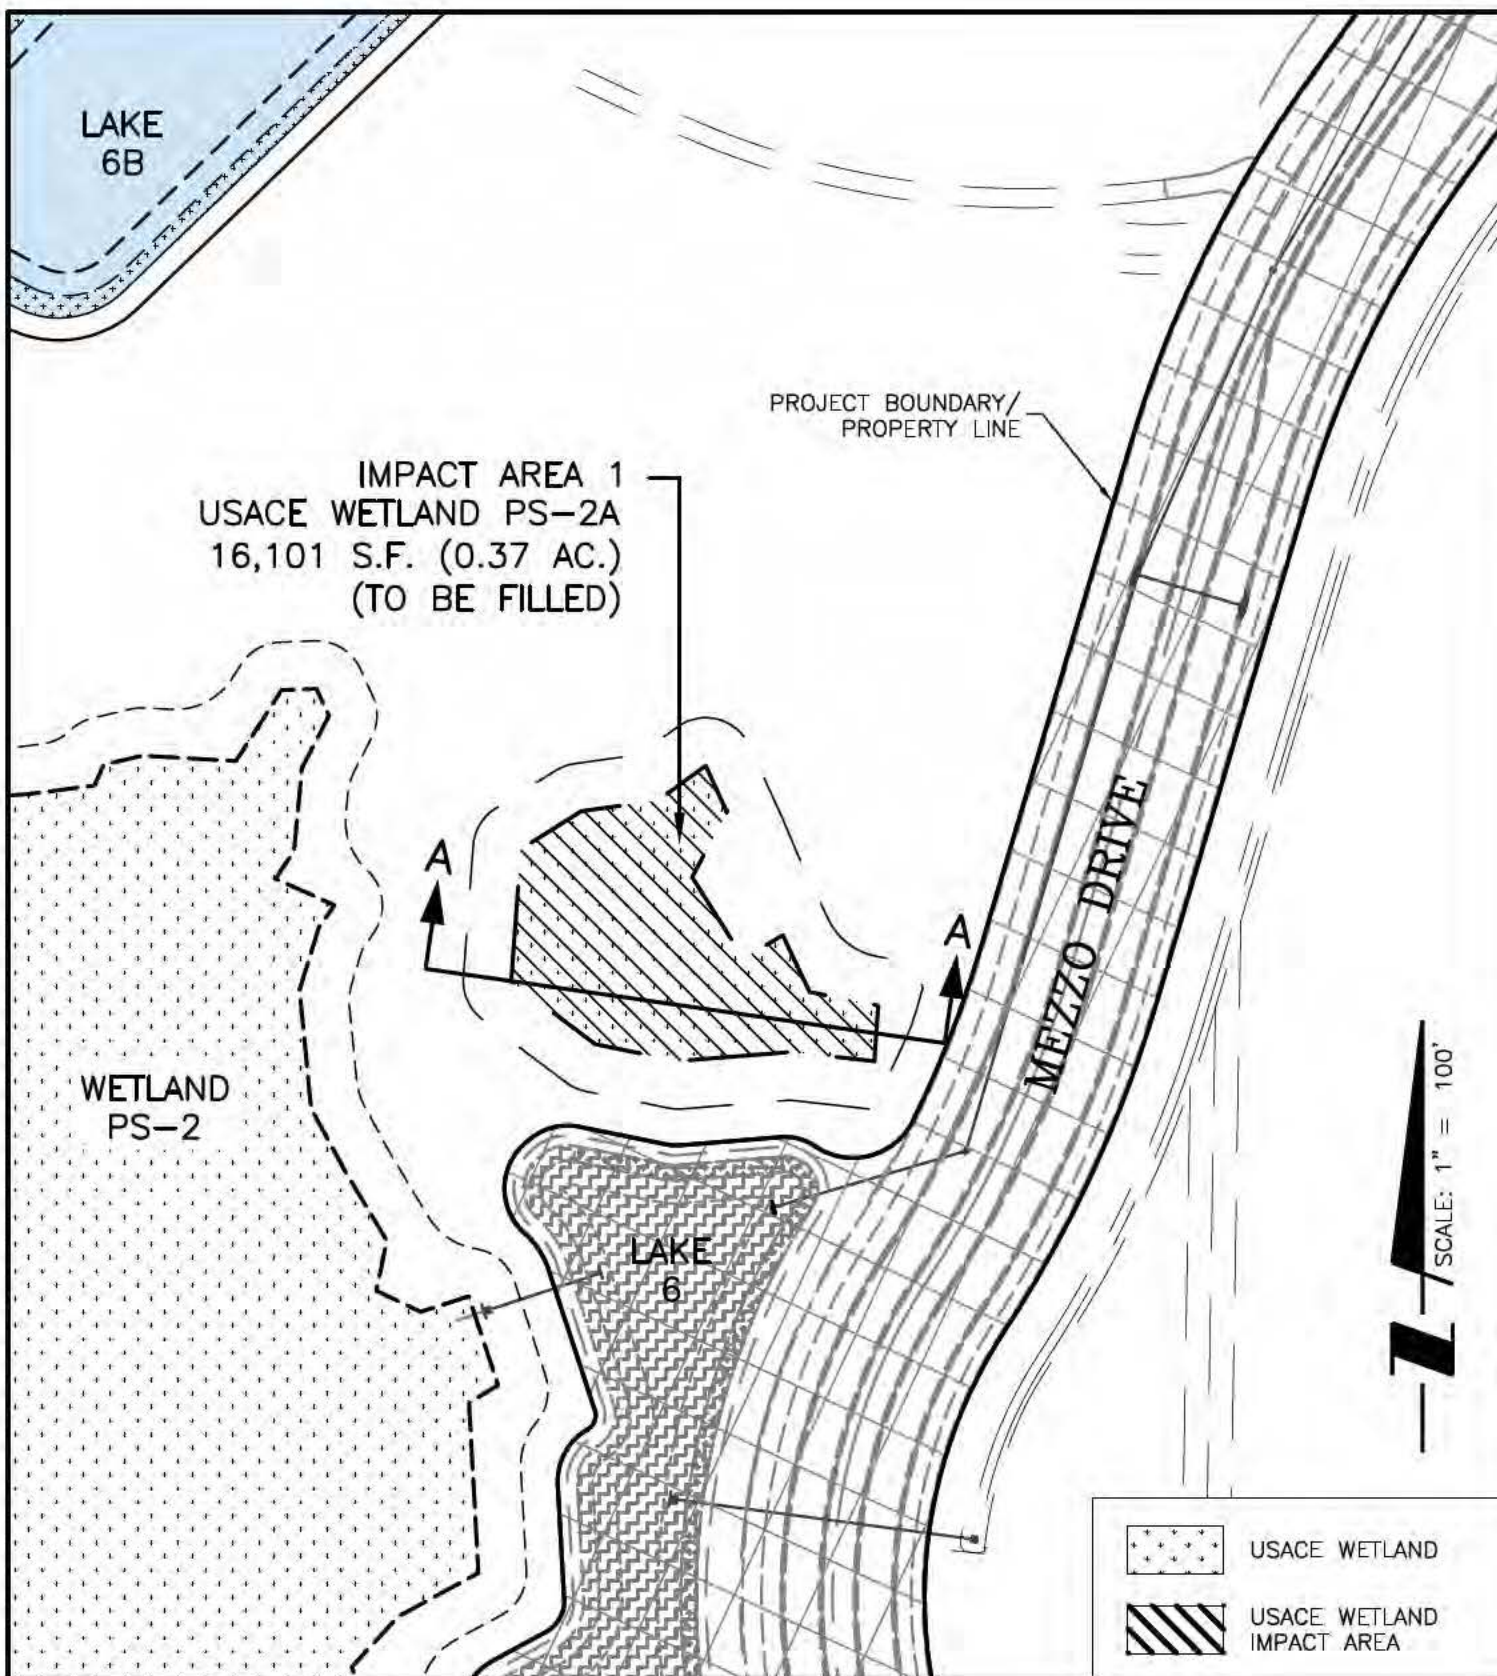 LAKE
6B
PROJECT BOUNDARY/
PROPERTY LINE
IMPACT AREA 1
USACE WETLAND PS-2A
16,101 S.F. (0.37 AC.)
(TO BE FILLED)
A
A
MEZZO DRIVE
WETLAND
PS-2
LAKE
6
SCALE: 1" = 100'
Z
USACE WETLAND
USACE WETLAND
IMPACT AREA